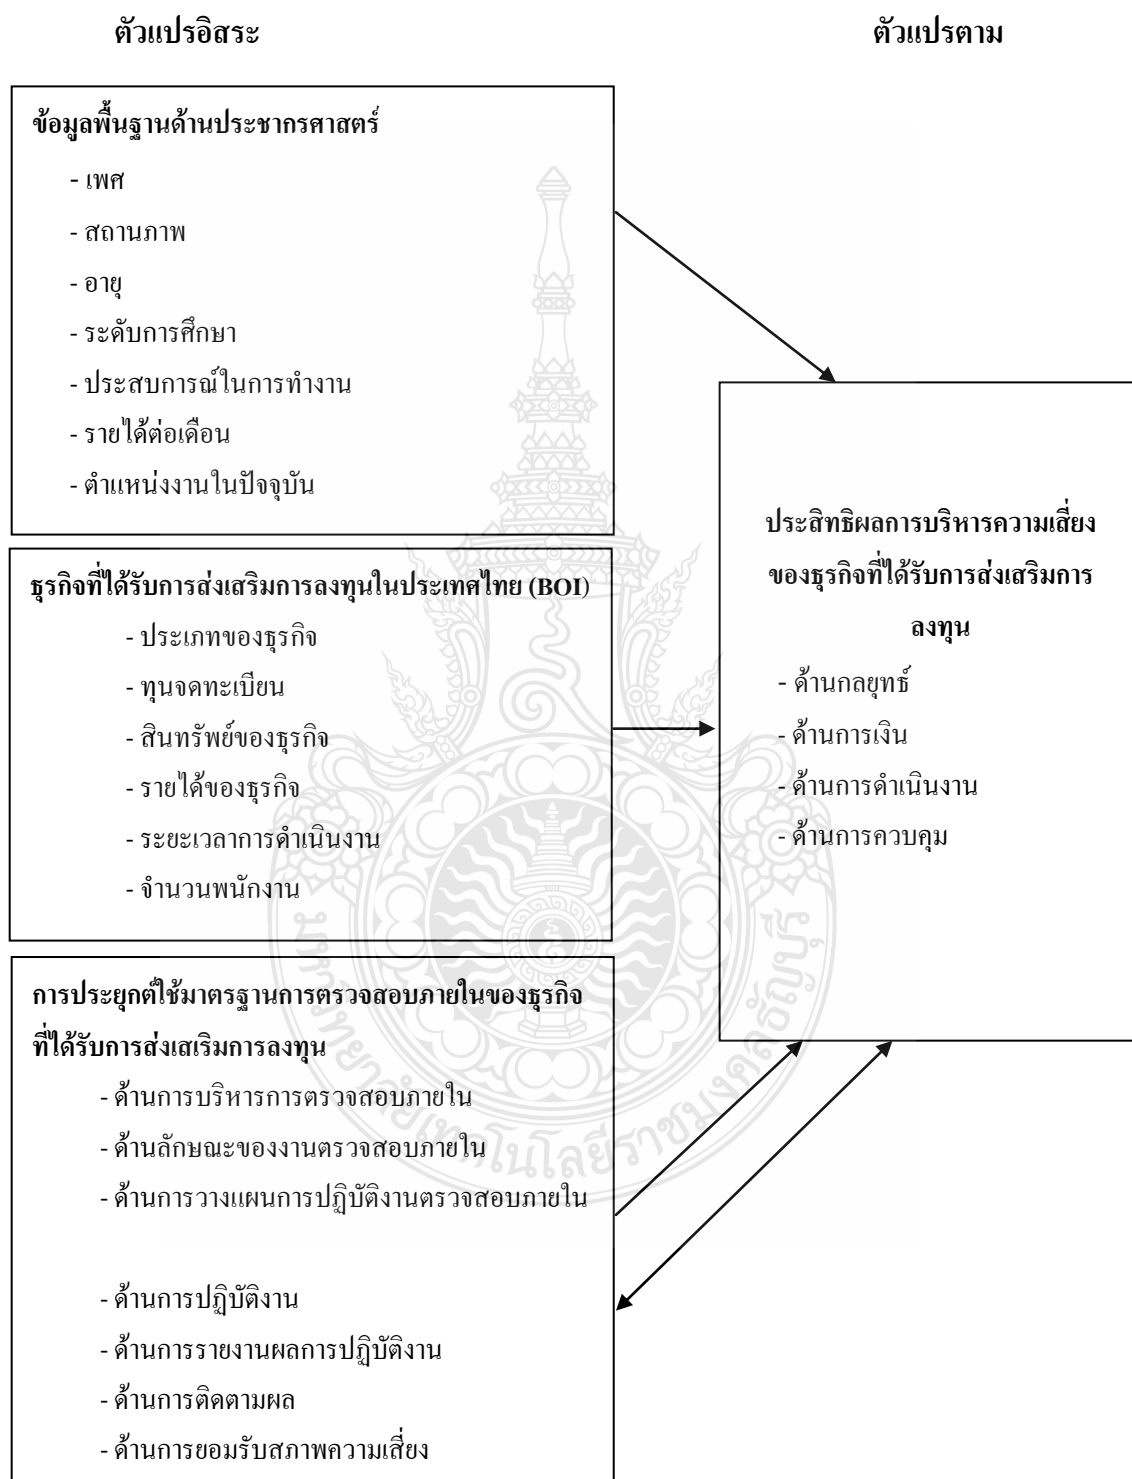 ตัวแปรอิสระ
ตัวแปรตาม
ข้อมูลพื้นฐานด้านประชากรศาสตร์
- เพศ
- สถานภาพ
- อายุ
- ระดับการศึกษา
- ประสบการณ์ในการทำงาน
- รายได้ต่อเดือน
- ตำแหน่งงานในปัจจุบัน
ธุรกิจที่ได้รับการส่งเสริมการลงทุนในประเทศไทย (BOI)
- ประเภทของธุรกิจ
- ทุนจดทะเบียน
- สินทรัพย์ของธุรกิจ
- รายได้ของธุรกิจ
- ระยะเวลาการดำเนินงาน
- จำนวนพนักงาน
การประยุกต์ใช้มาตรฐานการตรวจสอบภายในของธุรกิจ
ที่ได้รับการส่งเสริมการลงทุน
- ด้านการบริหารการตรวจสอบภายใน
- ด้านลักษณะของงานตรวจสอบภายใน
- ด้านการวางแผนการปฏิบัติงานตรวจสอบภายใน
- ด้านการปฏิบัติงาน
- ด้านการรายงานผลการปฏิบัติงาน
- ด้านการติดตามผล
- ด้านการยอมรับสภาพความเสี่ยง
ประสิทธิผลการบริหารความเสี่ยง
ของธุรกิจที่ได้รับการส่งเสริมการ
ลงทุน
- ด้านกลยุทธ์
- ด้านการเงิน
- ด้านการดำเนินงาน
- ด้านการควบคุม
มหาวิทยาลัยเทคโนโลยีราชมงคลธัญบุรี